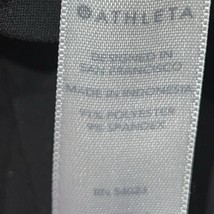 ATHLETA
DESIGNED IN
SAN FRANCISCO
MADE IN INDONESIA
91% POLYESTER
9% SPANDEX
RN 54023